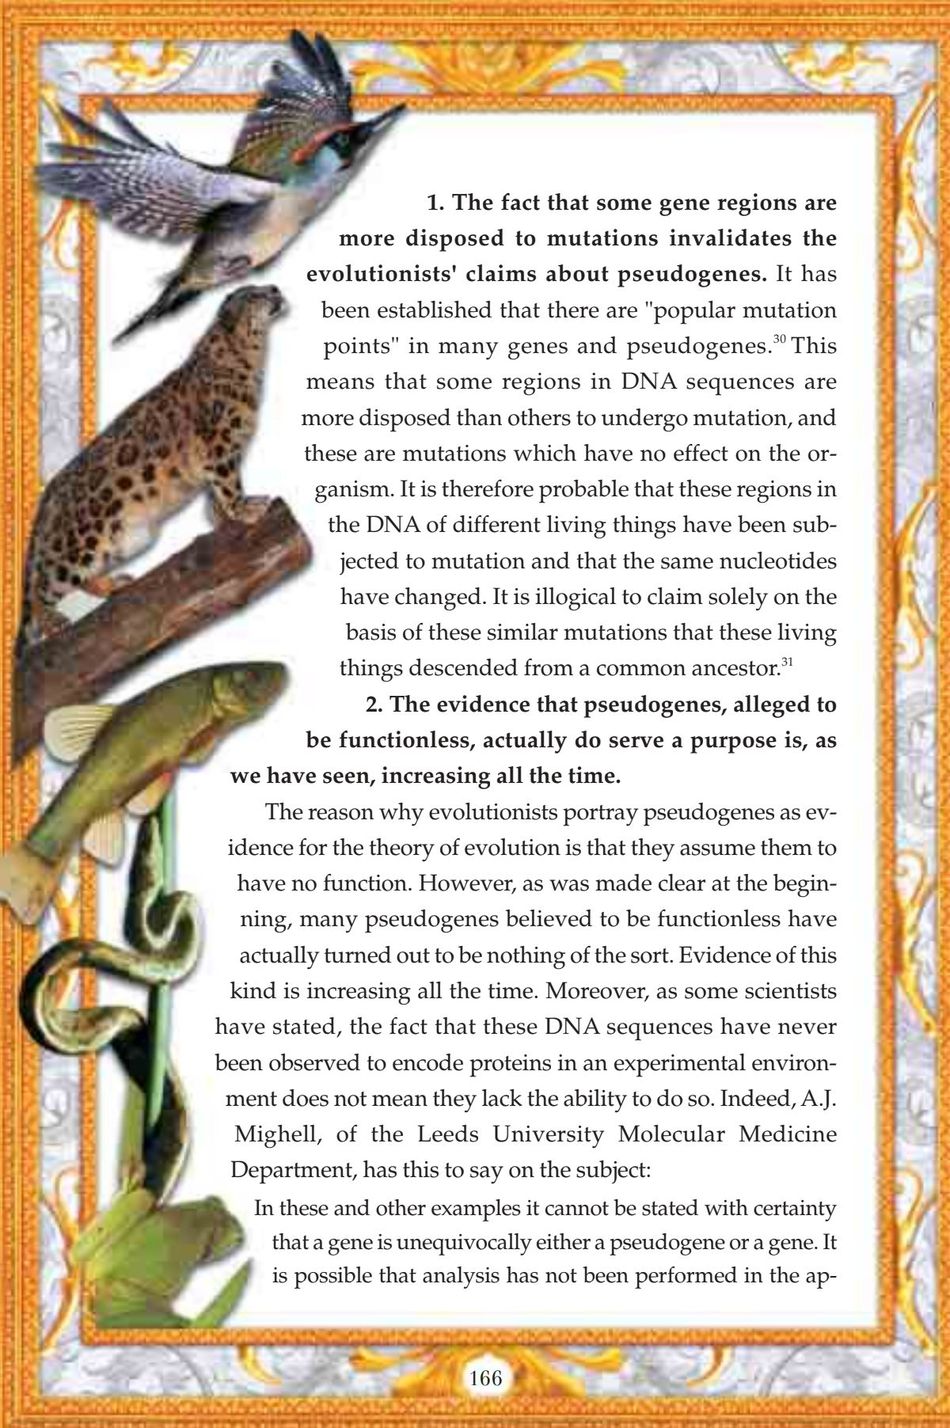 1. The fact that some gene regions are
more disposed to mutations invalidates the
evolutionists' claims about pseudogenes. It has
been established that there are "popular mutation
points" in many genes and pseudogenes.30 This
means that some regions in DNA sequences are
more disposed than others to undergo mutation, and
these are mutations which have no effect on the or-
ganism. It is therefore probable that these regions in
the DNA of different living things have been sub-
jected to mutation and that the same nucleotides
have changed. It is illogical to claim solely on the
basis of these similar mutations that these living
things descended from a common ancestor.31
2. The evidence that pseudogenes, alleged to
be functionless, actually do serve a purpose is, as
we have seen, increasing all the time.
The reason why evolutionists portray pseudogenes as ev-
idence for the theory of evolution is that they assume them to
have no function. However, as was made clear at the begin-
ning, many pseudogenes believed to be functionless have
actually turned out to be nothing of the sort. Evidence of this
kind is increasing all the time. Moreover, as some scientists
have stated, the fact that these DNA sequences have never
been observed to encode proteins in an experimental environ-
ment does not mean they lack the ability to do so. Indeed, A.J.
Mighell, of the Leeds University Molecular Medicine
Department, has this to say on the subject:
In these and other examples it cannot be stated with certainty
that a gene is unequivocally either a pseudogene or a gene. It
is possible that analysis has not been performed in the ap-
166